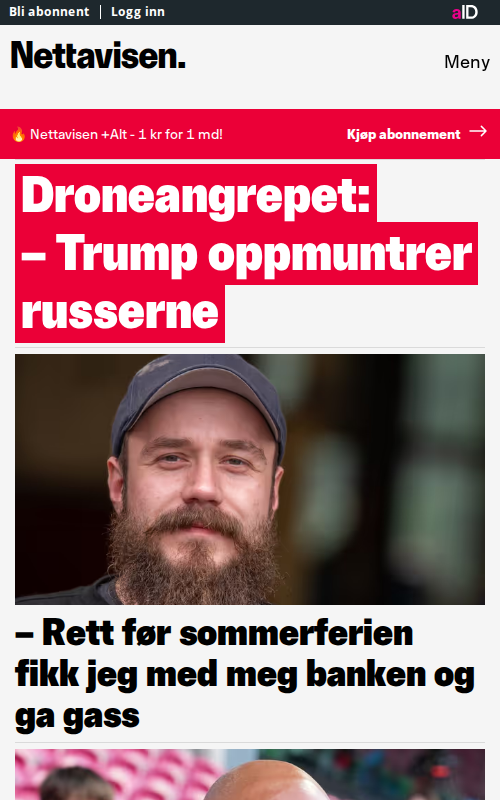 Bli abonnent | Logg inn
aID
Nettavisen.
Meny
🔥 Nettavisen +Alt - 1 kr for 1 md!
Kjøp abonnement →
Droneangrepet:
– Trump oppmuntrer
russerne
– Rett før sommerferien
fikk jeg med meg banken og
ga gass